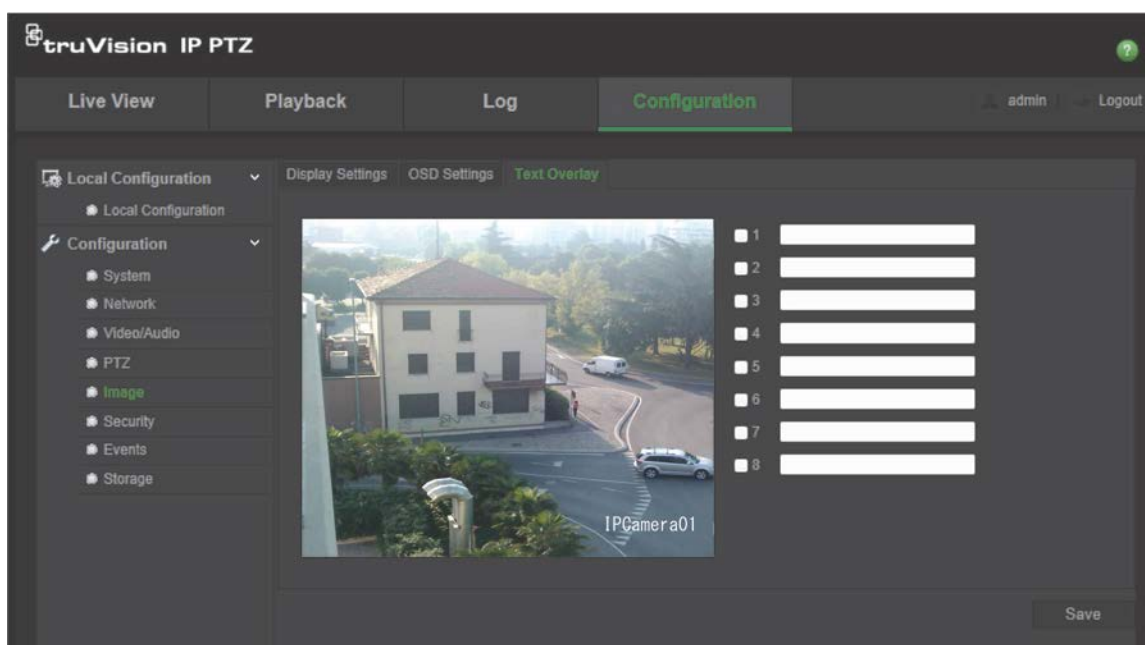 truVision IP PTZ
?
Live View Playback Log Configuration admin Logout
Local Configuration
Local Configuration
Configuration
System
Network
Video/Audio
PTZ
Image
Security
Events
Storage
Display Settings OSD Settings Text Overlay
1
2
3
4
5
6
7
8
IPCamera01
Save